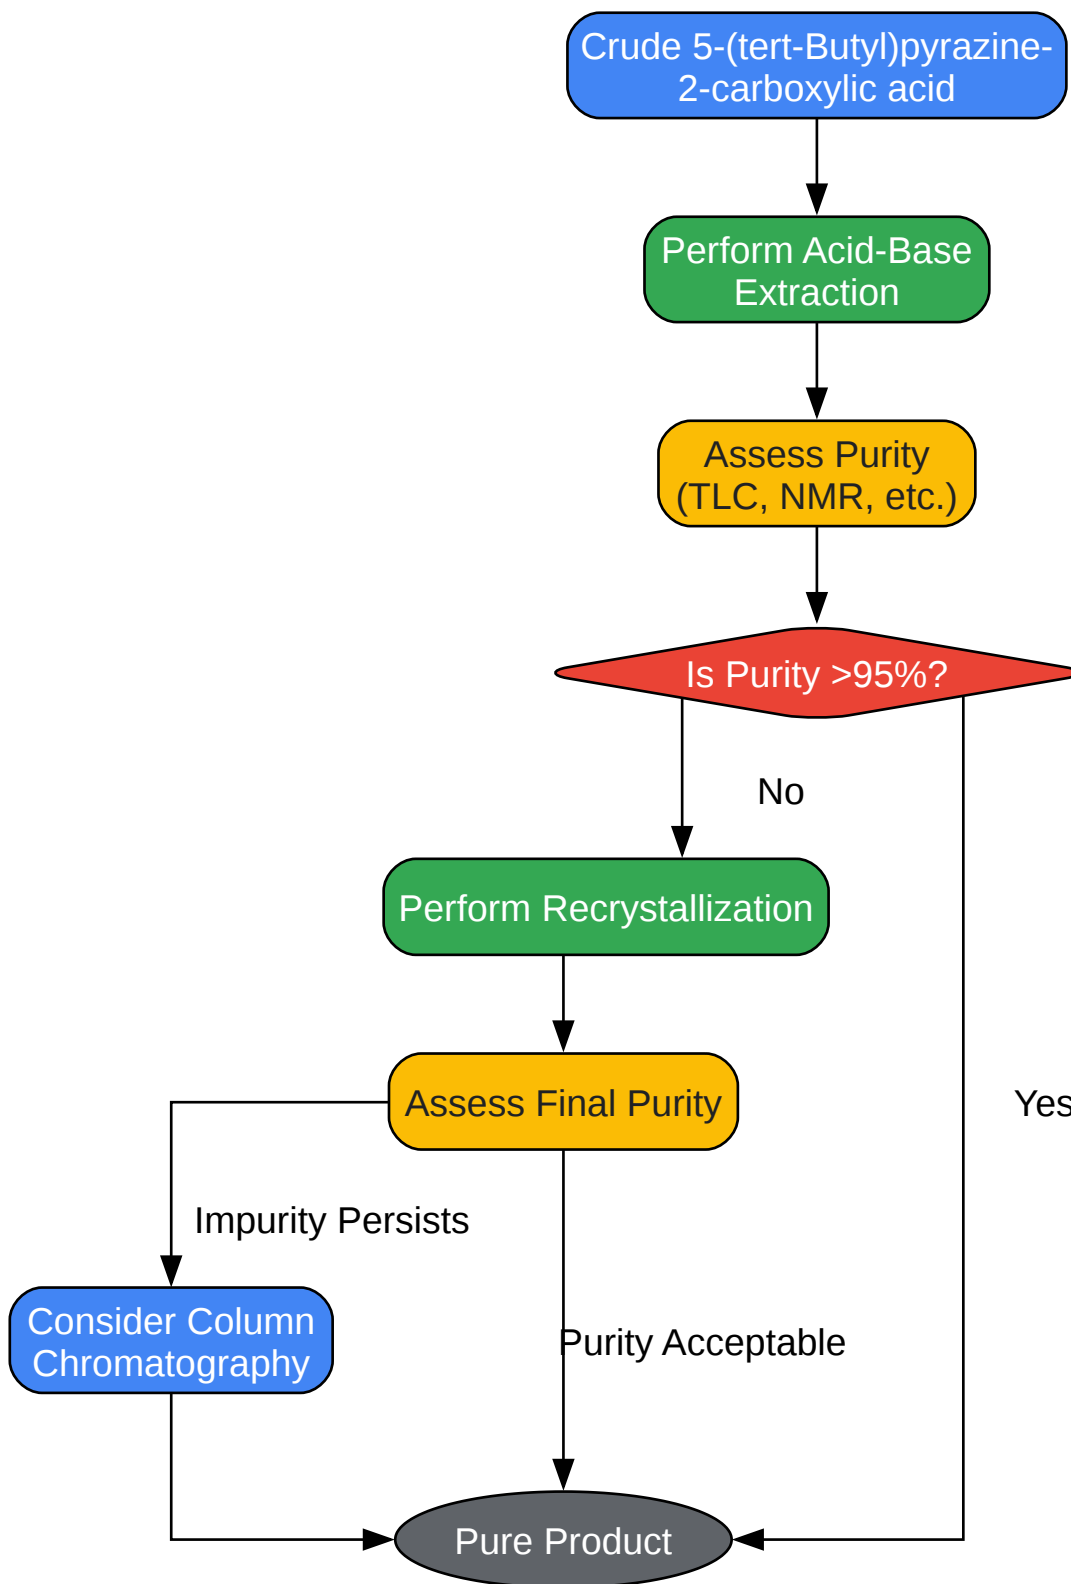 Crude 5-(tert-Butyl)pyrazine-
2-carboxylic acid
Perform Acid-Base
Extraction
Assess Purity
(TLC, NMR, etc.)
Is Purity >95%?
No
Perform Recrystallization
Assess Final Purity
Yes
Impurity Persists
Consider Column
Chromatography
Purity Acceptable
Pure Product